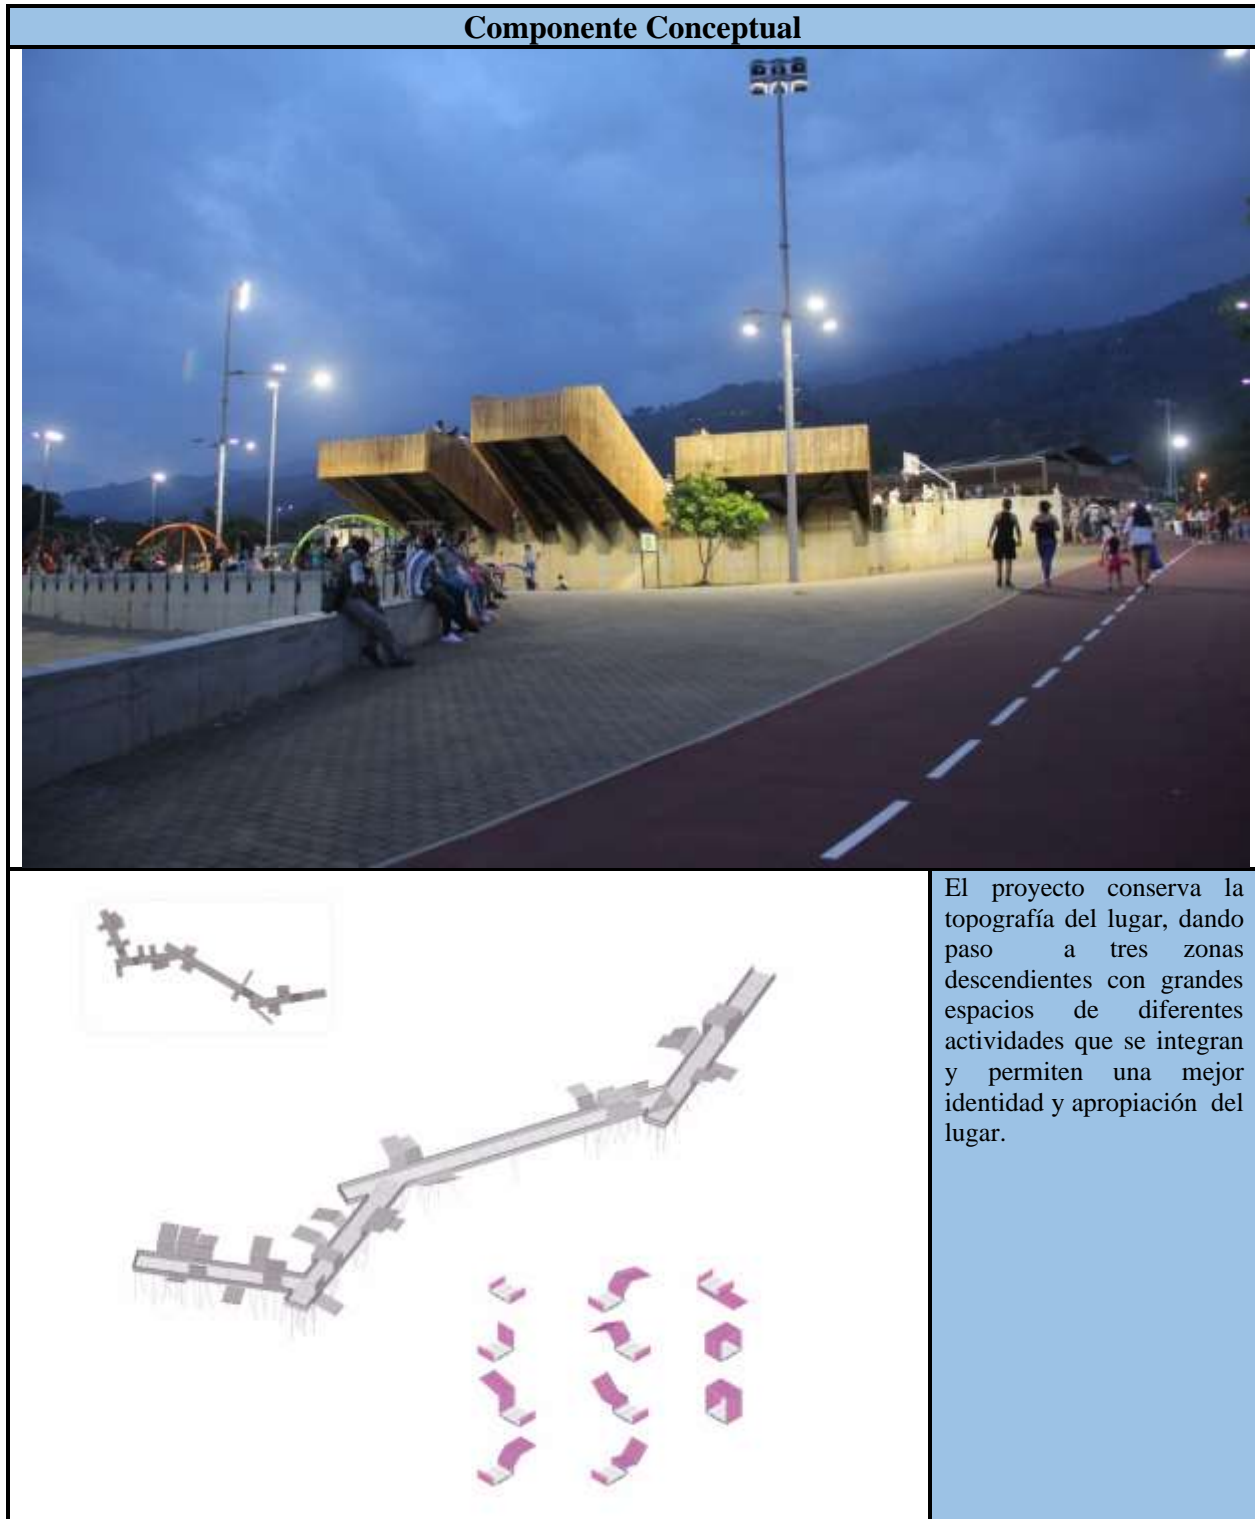 Componente Conceptual
El proyecto conserva la
topografía del lugar, dando
paso a tres zonas
descendientes con grandes
espacios de diferentes
actividades que se integran
y permiten una mejor
identidad y apropiación del
lugar.